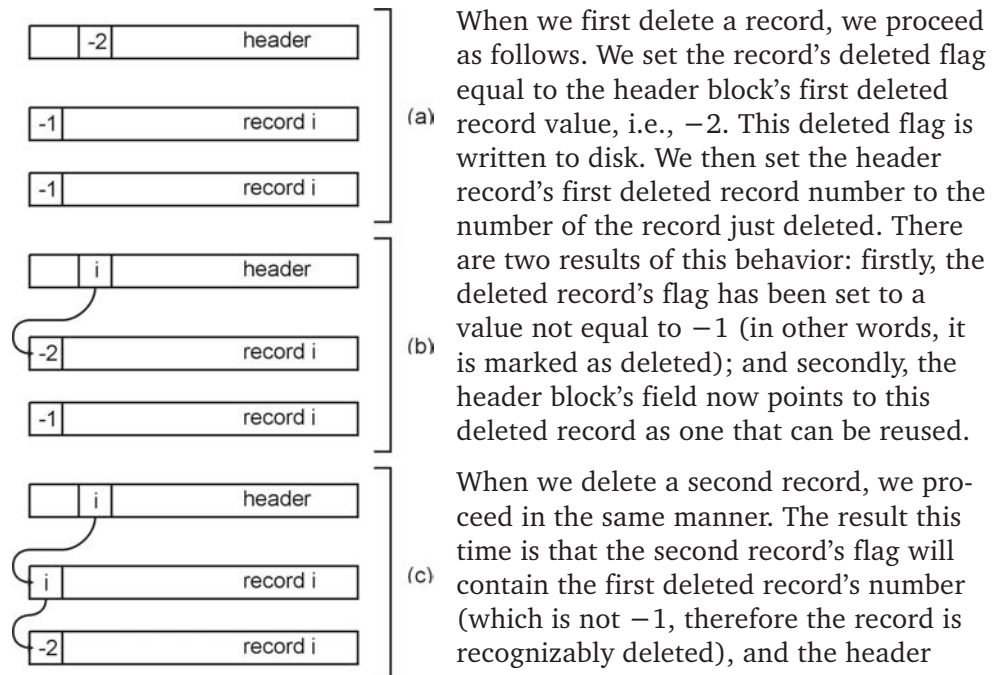 -2 header
-1 record i
(a)
-1 record i
i header
-2 record i
(b)
-1 record i
i header
i record i
(c)
-2 record i
When we first delete a record, we proceed
as follows. We set the record’s deleted flag
equal to the header block’s first deleted
record value, i.e., −2. This deleted flag is
written to disk. We then set the header
record’s first deleted record number to the
number of the record just deleted. There
are two results of this behavior: firstly, the
deleted record’s flag has been set to a
value not equal to −1 (in other words, it
is marked as deleted); and secondly, the
header block’s field now points to this
deleted record as one that can be reused.
When we delete a second record, we pro-
ceed in the same manner. The result this
time is that the second record’s flag will
contain the first deleted record’s number
(which is not −1, therefore the record is
recognizably deleted), and the header